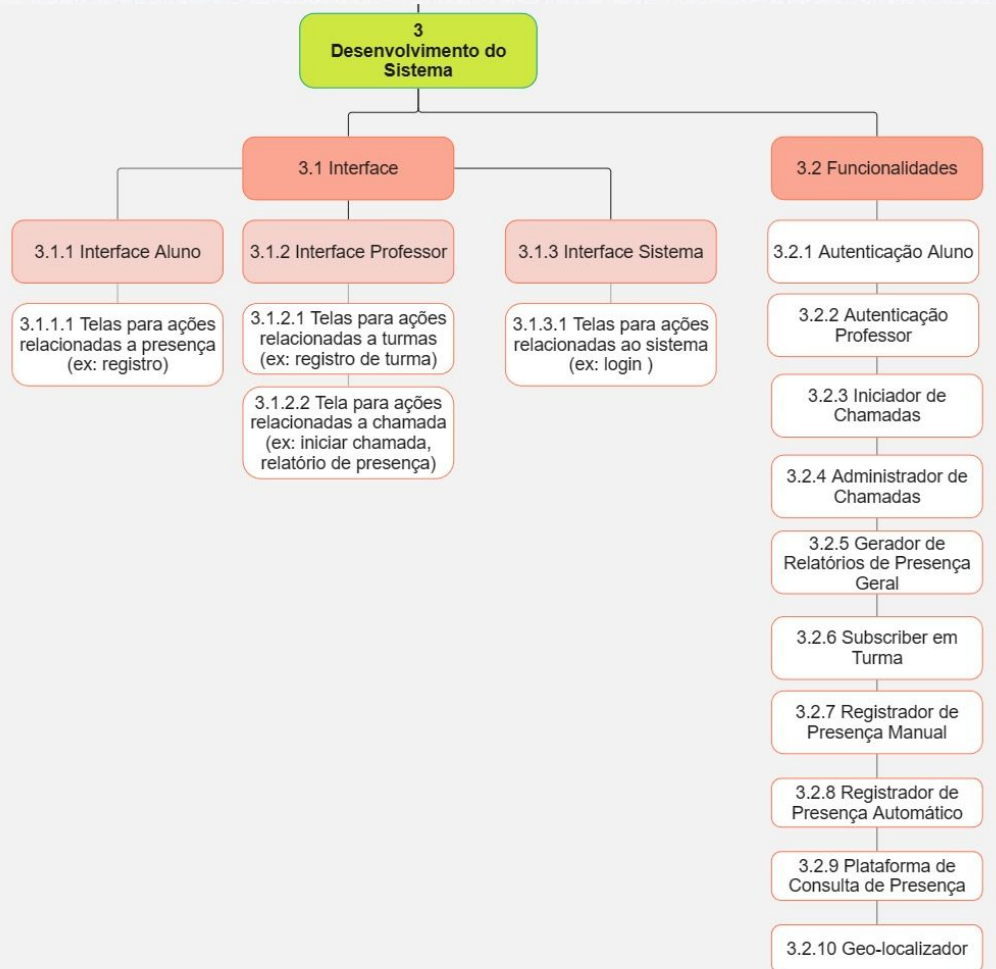 3
Desenvolvimento do
Sistema
3.1 Interface
3.2 Funcionalidades
3.1.1 Interface Aluno
3.1.2 Interface Professor
3.1.3 Interface Sistema
3.2.1 Autenticação Aluno
3.1.1.1 Telas para ações
relacionadas a presença
(ex: registro)
3.1.2.1 Telas para ações
relacionadas a turmas
(ex: registro de turma)
3.1.3.1 Telas para ações
relacionadas ao sistema
(ex: login )
3.1.2.2 Tela para ações
relacionadas a chamada
(ex: iniciar chamada,
relatório de presença)
3.2.2 Autenticação
Professor
3.2.3 Iniciador de
Chamadas
3.2.4 Administrador de
Chamadas
3.2.5 Gerador de
Relatórios de Presença
Geral
3.2.6 Subscriber em
Turma
3.2.7 Registrador de
Presença Manual
3.2.8 Registrador de
Presença Automático
3.2.9 Plataforma de
Consulta de Presença
3.2.10 Geo-localizador